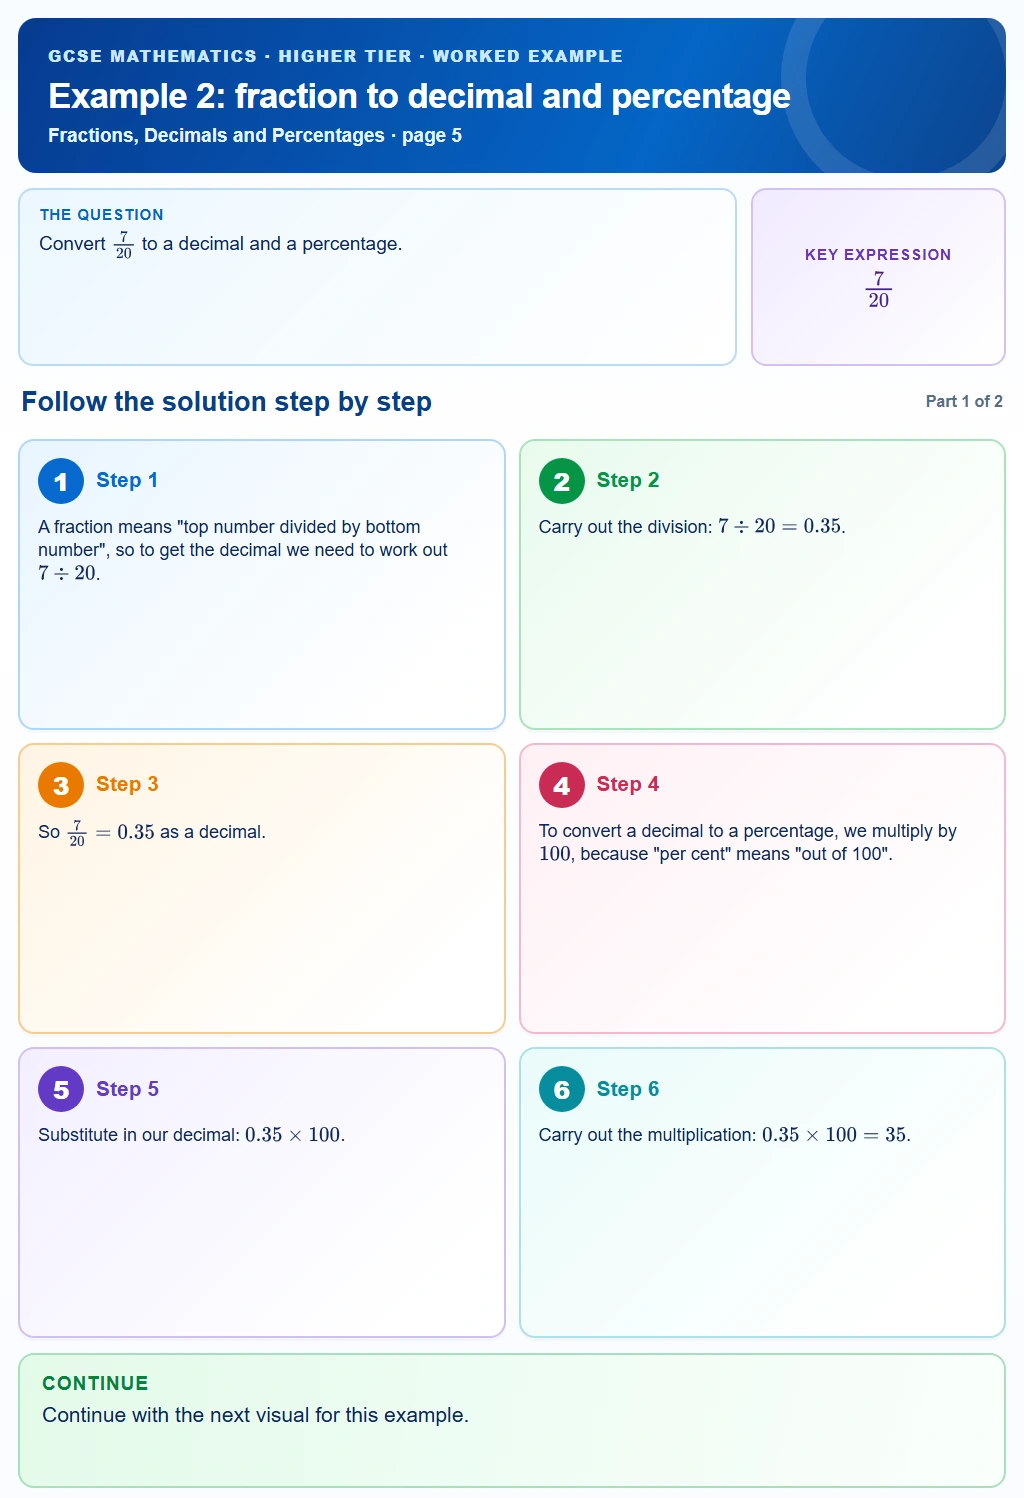 GCSE MATHEMATICS · HIGHER TIER · WORKED EXAMPLE
Example 2: fraction to decimal and percentage
Fractions, Decimals and Percentages · page 5
THE QUESTION
Convert 7/20 to a decimal and a percentage.
KEY EXPRESSION
7/20
Follow the solution step by step
Part 1 of 2
1 Step 1
A fraction means "top number divided by bottom
number", so to get the decimal we need to work out
7 ÷ 20.
2 Step 2
Carry out the division: 7 ÷ 20 = 0.35.
3 Step 3
So 7/20 = 0.35 as a decimal.
4 Step 4
To convert a decimal to a percentage, we multiply by
100, because "per cent" means "out of 100".
5 Step 5
Substitute in our decimal: 0.35 × 100.
6 Step 6
Carry out the multiplication: 0.35 × 100 = 35.
CONTINUE
Continue with the next visual for this example.